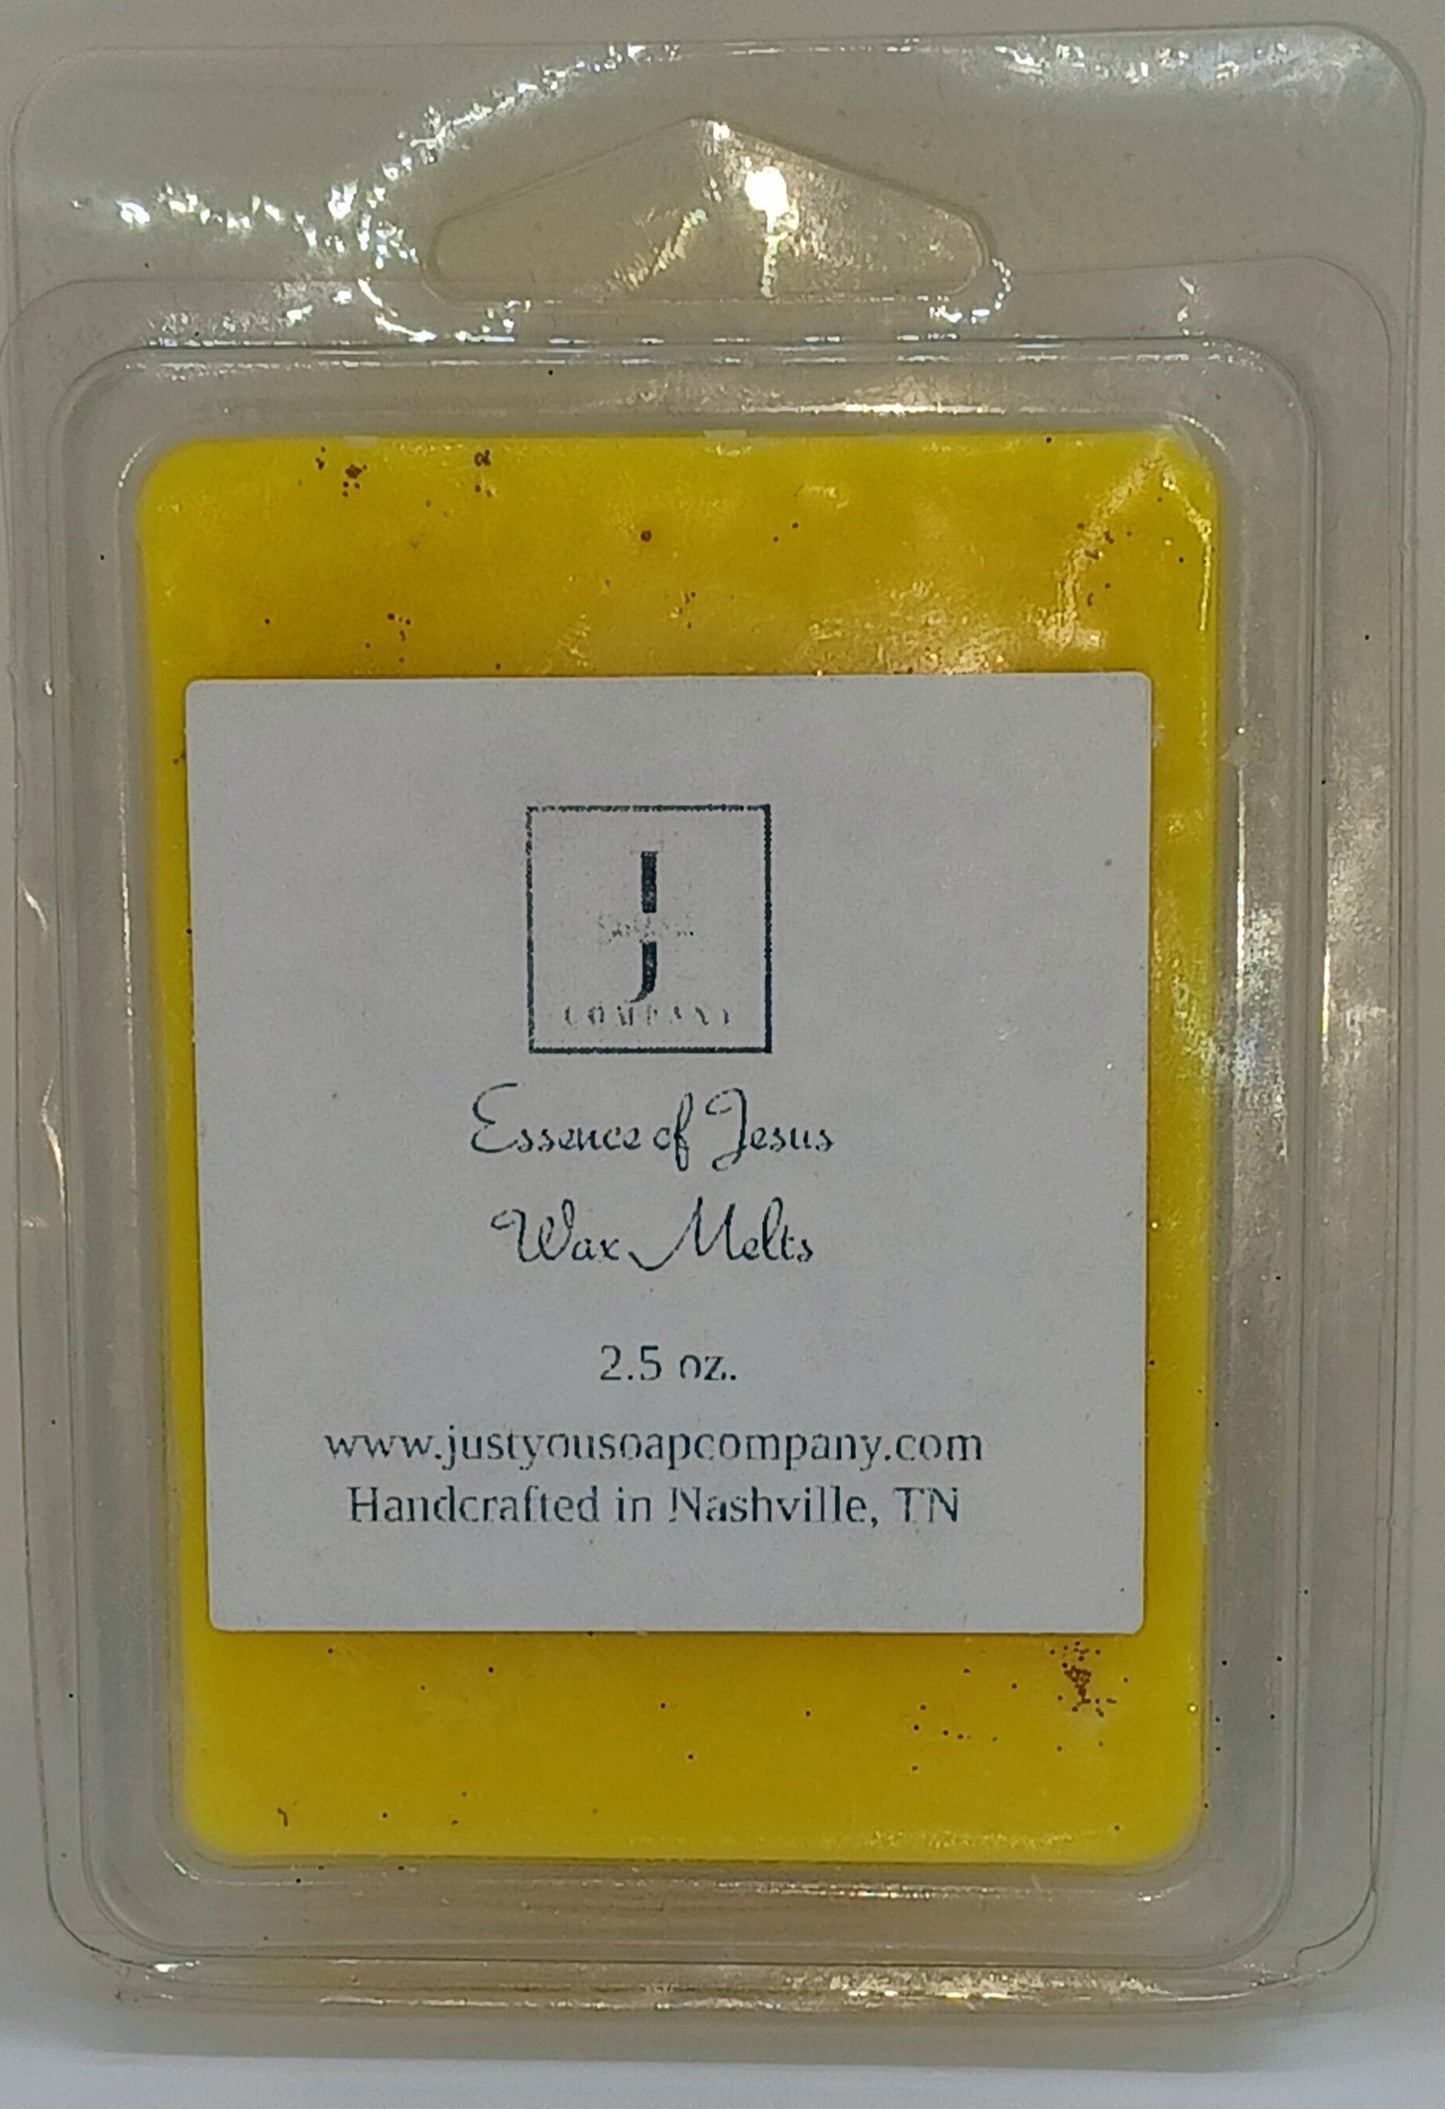 J
COMPANY
Essence of Jesus
Wax Melts
2.5 oz.
www.justyousoapcompany.com
Handcrafted in Nashville, TN